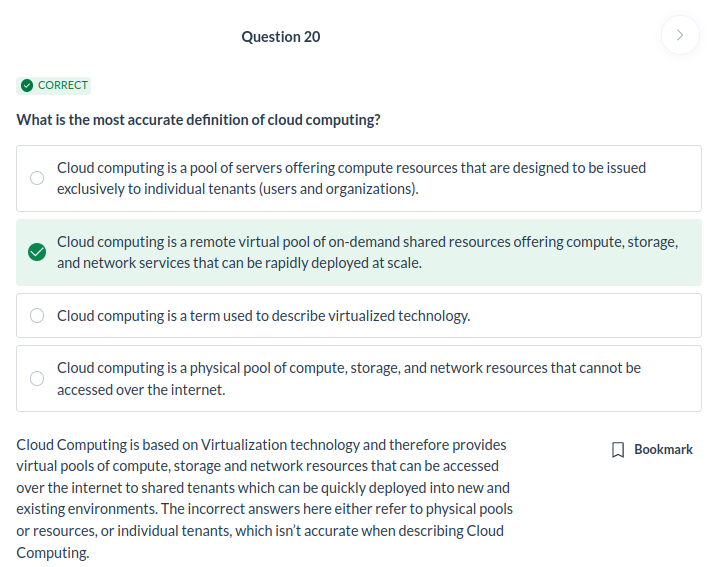 Question 20
CORRECT
What is the most accurate definition of cloud computing?
Cloud computing is a pool of servers offering compute resources that are designed to be issued
exclusively to individual tenants (users and organizations).
Cloud computing is a remote virtual pool of on-demand shared resources offering compute, storage,
and network services that can be rapidly deployed at scale.
Cloud computing is a term used to describe virtualized technology.
Cloud computing is a physical pool of compute, storage, and network resources that cannot be
accessed over the internet.
Cloud Computing is based on Virtualization technology and therefore provides
virtual pools of compute, storage and network resources that can be accessed
over the internet to shared tenants which can be quickly deployed into new and
existing environments. The incorrect answers here either refer to physical pools
or resources, or individual tenants, which isn't accurate when describing Cloud
Computing.
Bookmark